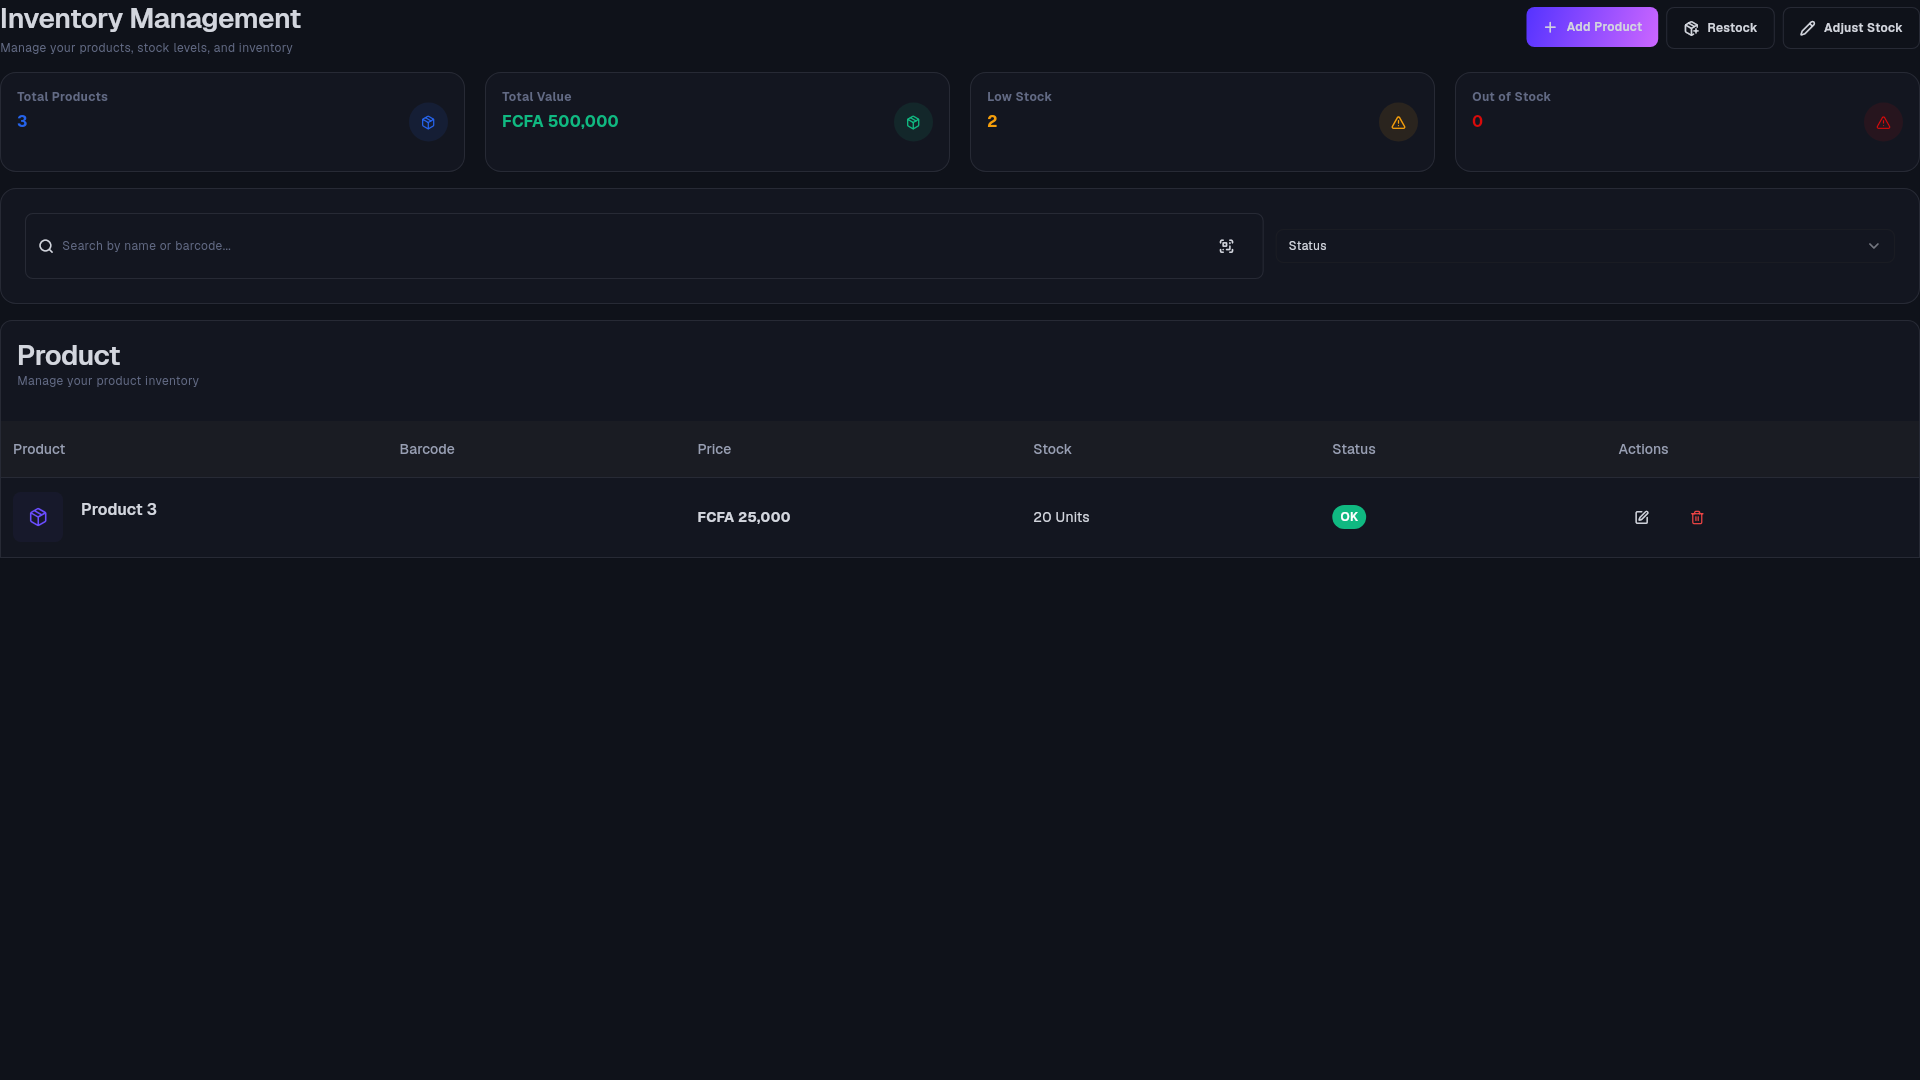 Inventory Management
Manage your products, stock levels, and inventory
Add Product
Restock
Adjust Stock
Total Products
3
Total Value
FCFA 500,000
Low Stock
2
Out of Stock
0
Search by name or barcode...
Status
Product
Manage your product inventory
Product Barcode Price Stock Status Actions
Product 3 FCFA 25,000 20 Units OK